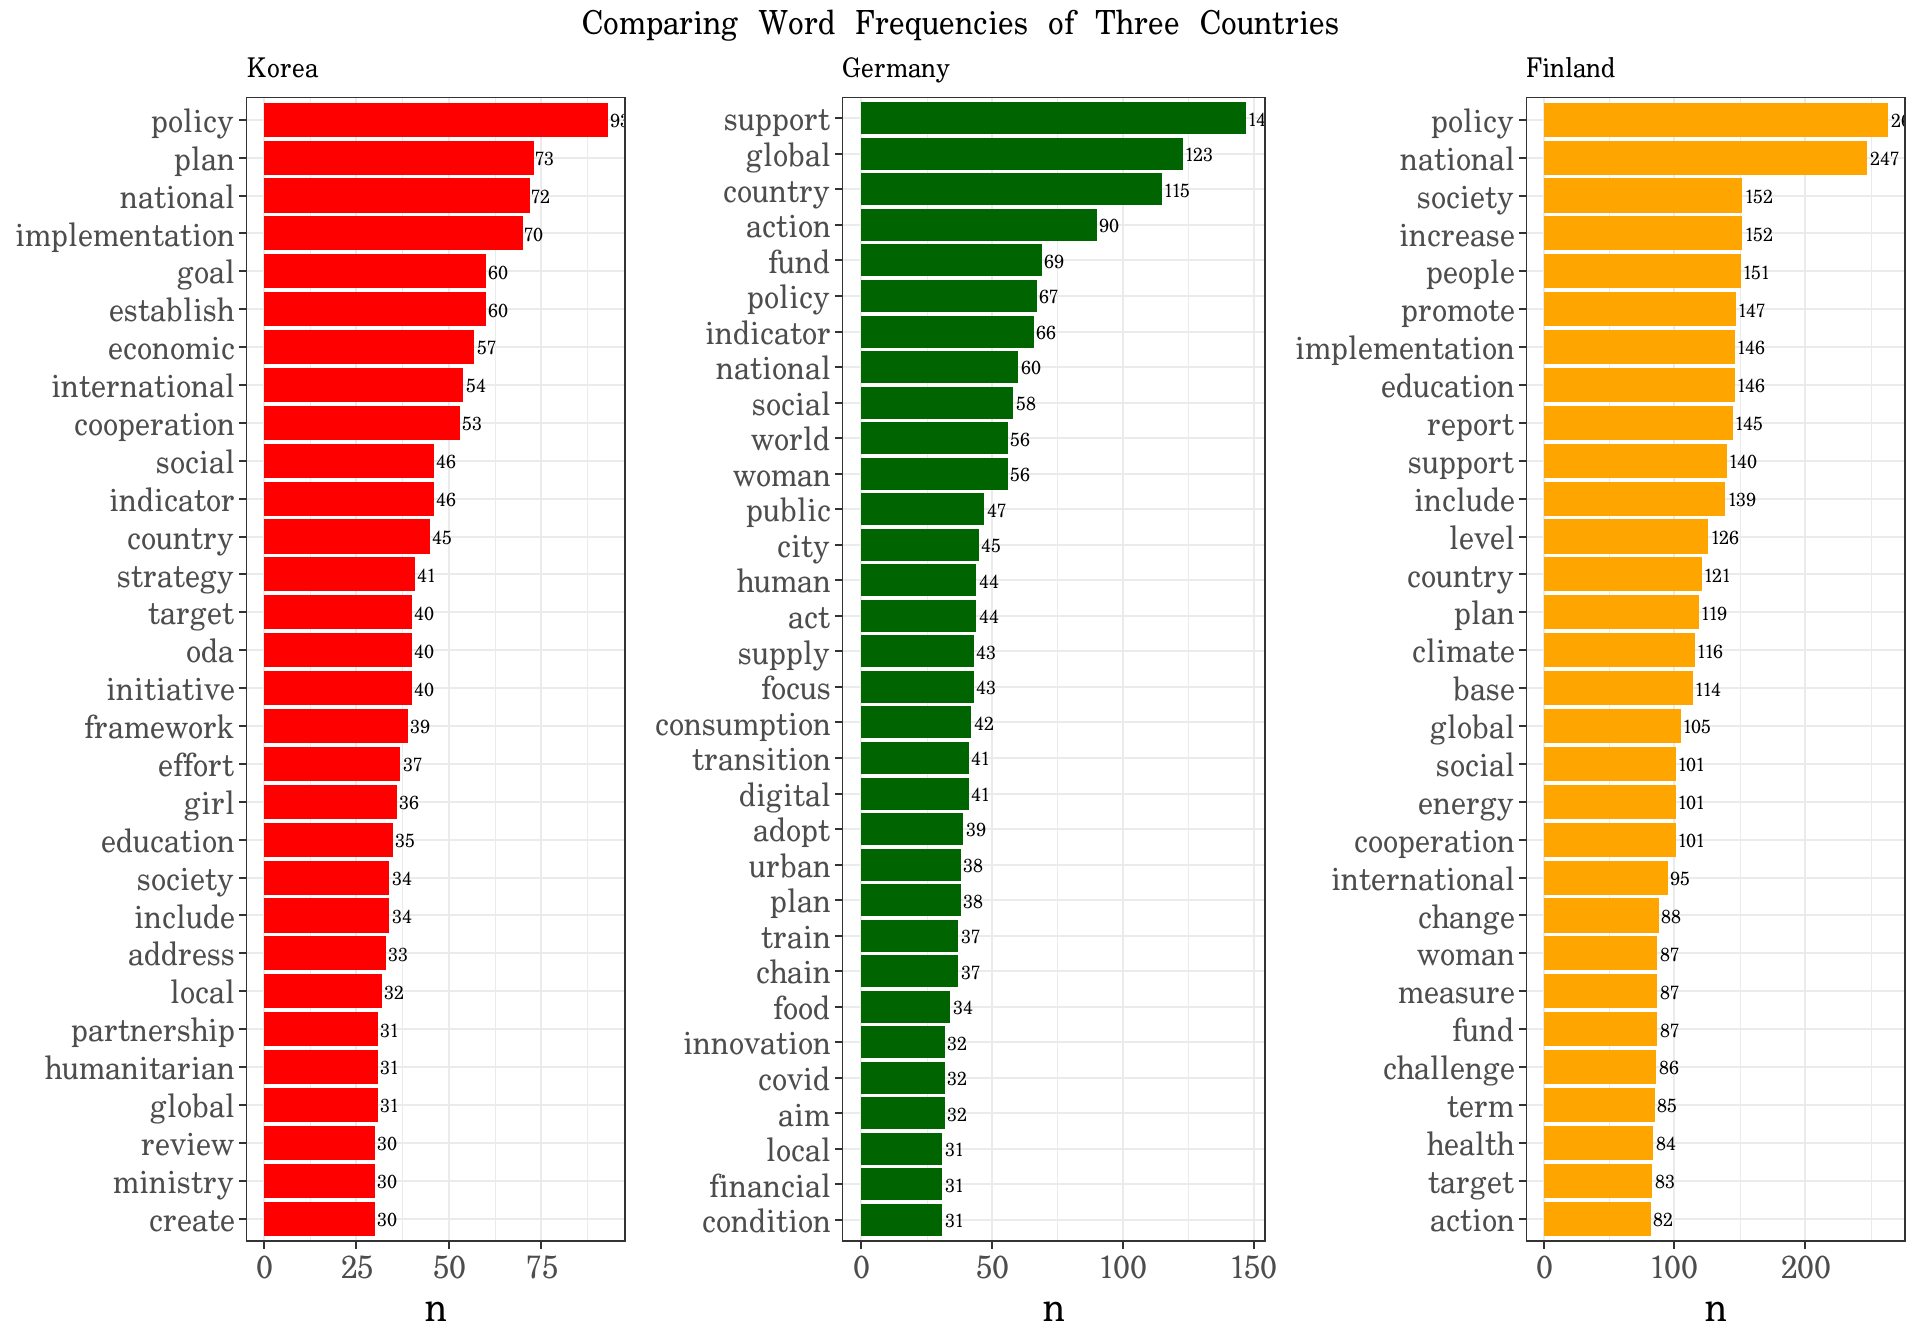 Comparing Word Frequencies of Three Countries
Korea
policy 93
plan 73
national 72
implementation 70
goal 60
establish 60
economic 57
international 54
cooperation 53
social 46
indicator 46
country 45
strategy 41
target 40
oda 40
initiative 40
framework 39
effort 37
girl 36
education 35
society 34
include 34
address 33
local 32
partnership 31
humanitarian 31
global 31
review 30
ministry 30
create 30
0 25 50 75
n
Germany
support
global 123
country 115
action 90
fund 69
policy 67
indicator 66
national 60
social 58
world 56
woman 56
public 47
city 45
human 44
act 44
supply 43
focus 43
consumption 42
transition 41
digital 41
adopt 39
urban 38
plan 38
train 37
chain 37
food 34
innovation 32
covid 32
aim 32
local 31
financial 31
condition 31
0 50 100 150
n
Finland
policy
national 247
society 152
increase 152
people 151
promote 147
implementation 146
education 146
report 145
support 140
include 139
level 126
country 121
plan 119
climate 116
base 114
global 105
social 101
energy 101
cooperation 101
international 95
change 88
woman 87
measure 87
fund 87
challenge 86
term 85
health 84
target 83
action 82
0 100 200
n